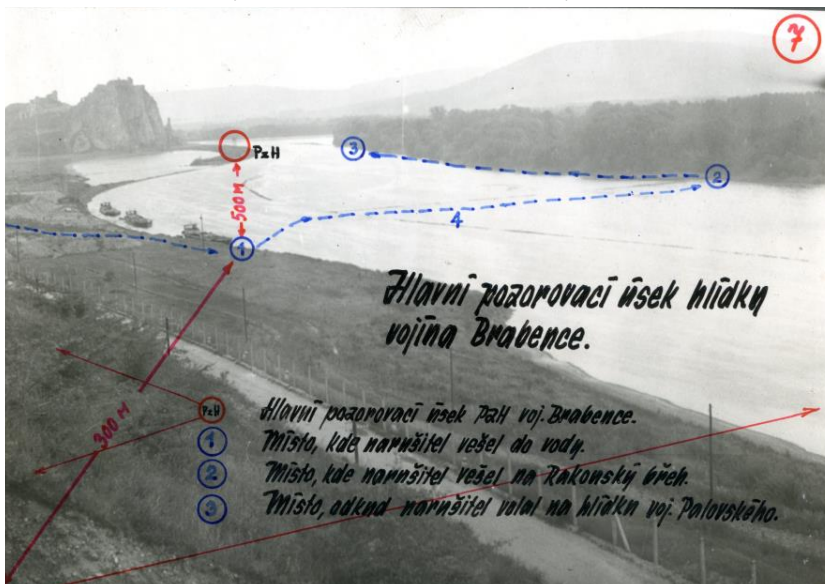 7
PzH
3
2
500 M
4
1
Hlavní pozorovací úsek hlídky
vojína Brabence.
300 M
PzH Hlavní pozorovací úsek PzH voj. Brabence.
1 Místo, kde narušitel vešel do vody.
2 Místo, kde narušitel vešel na Rakouský břeh.
3 Místo, odkud narušitel volal na hlídku voj. Palovského.